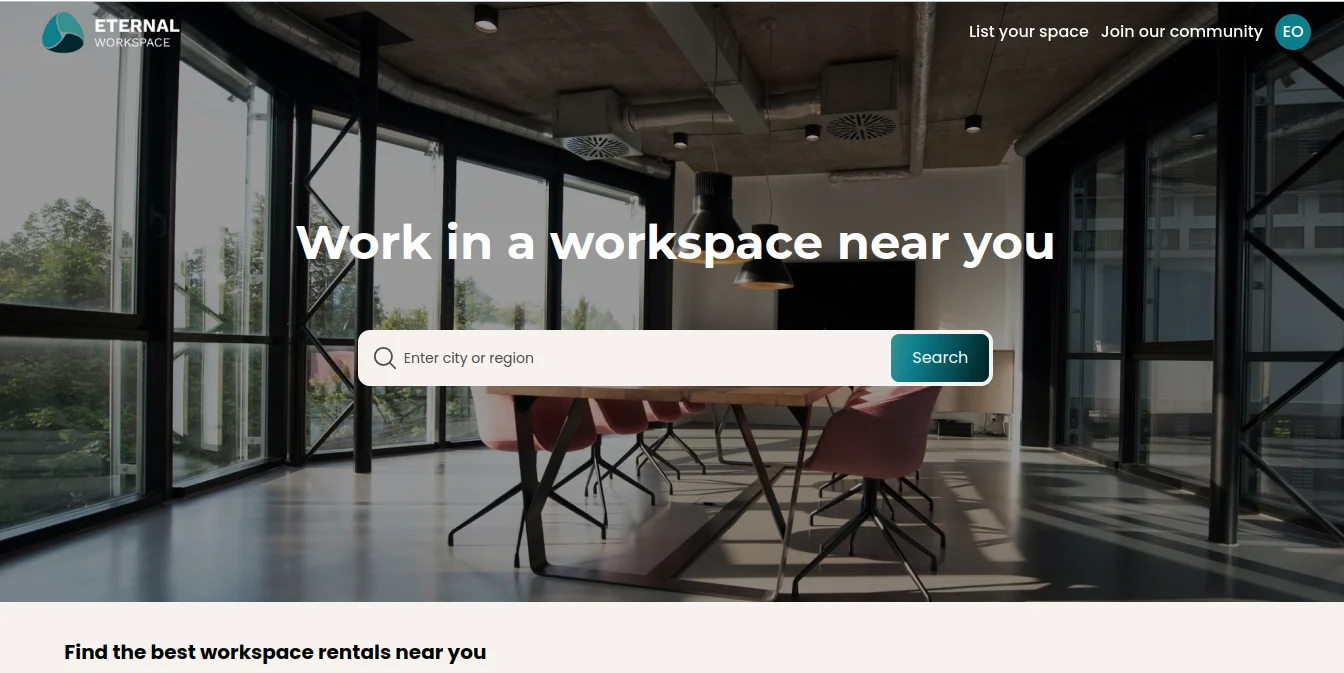 ETERNAL
WORKSPACE
List your space
Join our community
EO
Work in a workspace near you
Enter city or region
Search
Find the best workspace rentals near you